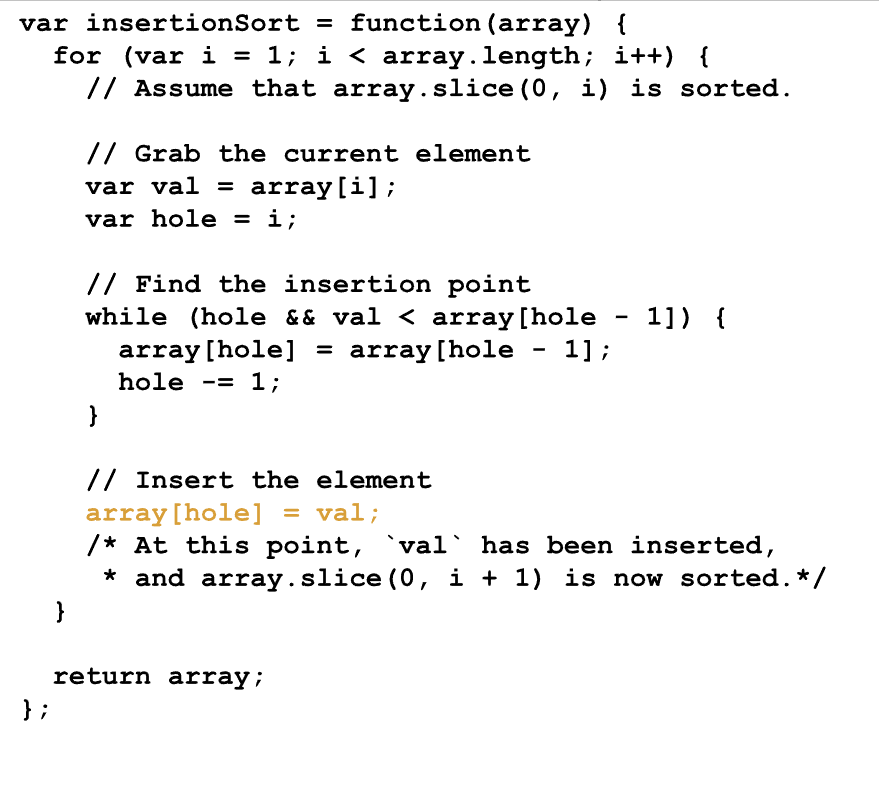 var insertionSort = function(array) {
  for (var i = 1; i < array.length; i++) {
    // Assume that array.slice(0, i) is sorted.

    // Grab the current element
    var val = array[i];
    var hole = i;

    // Find the insertion point
    while (hole && val < array[hole - 1]) {
      array[hole] = array[hole - 1];
      hole -= 1;
    }

    // Insert the element
    array[hole] = val;
    /* At this point, `val` has been inserted,
     * and array.slice(0, i + 1) is now sorted.*/
  }

  return array;
};